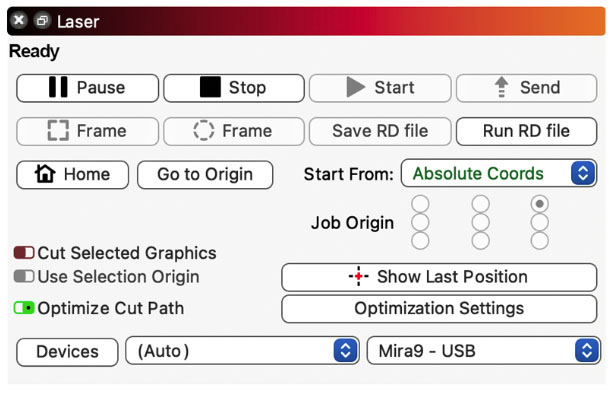 Laser
Ready
Pause Stop Start Send
Frame Frame Save RD file Run RD file
Home Go to Origin Start From: Absolute Coords
Job Origin
Cut Selected Graphics
Use Selection Origin Show Last Position
Optimize Cut Path Optimization Settings
Devices (Auto) Mira9 - USB